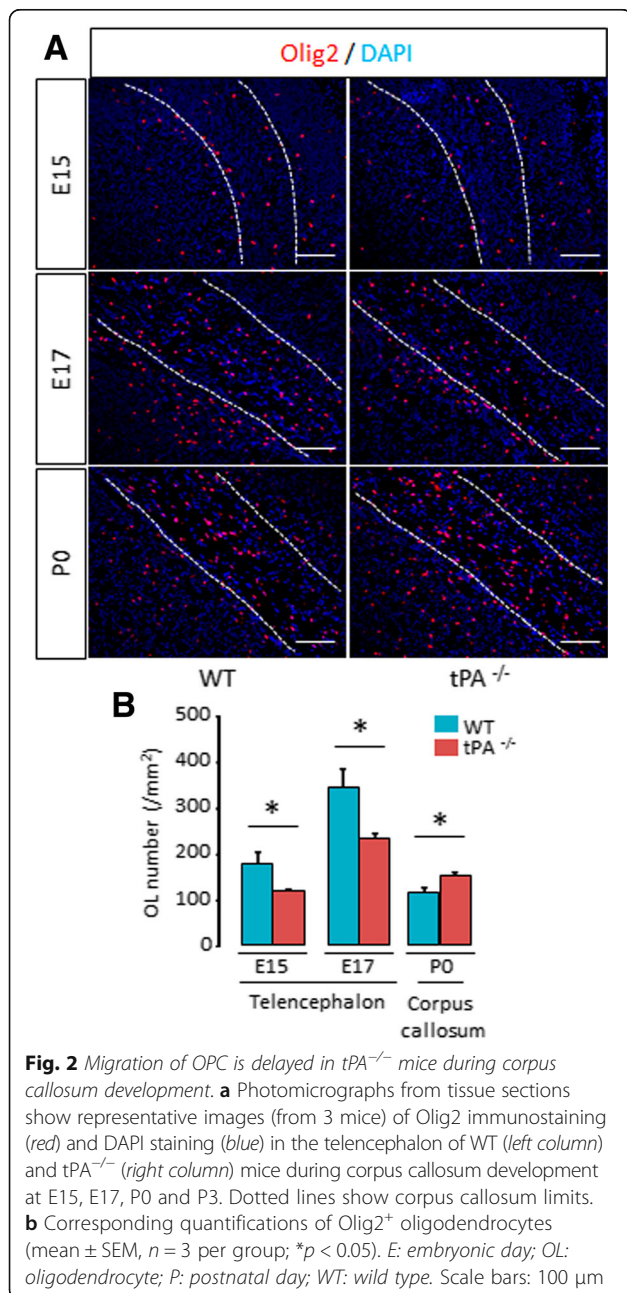 A
Olig2 / DAPI
E15
E17
P0
WT
tPA -/-
B
500
400
300
200
100
0
OL number (/mm²)
*
*
*
WT
tPA -/-
E15
E17
P0
Telencephalon
Corpus
callosum
Fig. 2 Migration of OPC is delayed in tPA−/− mice during corpus
callosum development. a Photomicrographs from tissue sections
show representative images (from 3 mice) of Olig2 immunostaining
(red) and DAPI staining (blue) in the telencephalon of WT (left column)
and tPA−/− (right column) mice during corpus callosum development
at E15, E17, P0 and P3. Dotted lines show corpus callosum limits.
b Corresponding quantifications of Olig2+ oligodendrocytes
(mean ± SEM, n = 3 per group; *p < 0.05). E: embryonic day; OL:
oligodendrocyte; P: postnatal day; WT: wild type. Scale bars: 100 μm